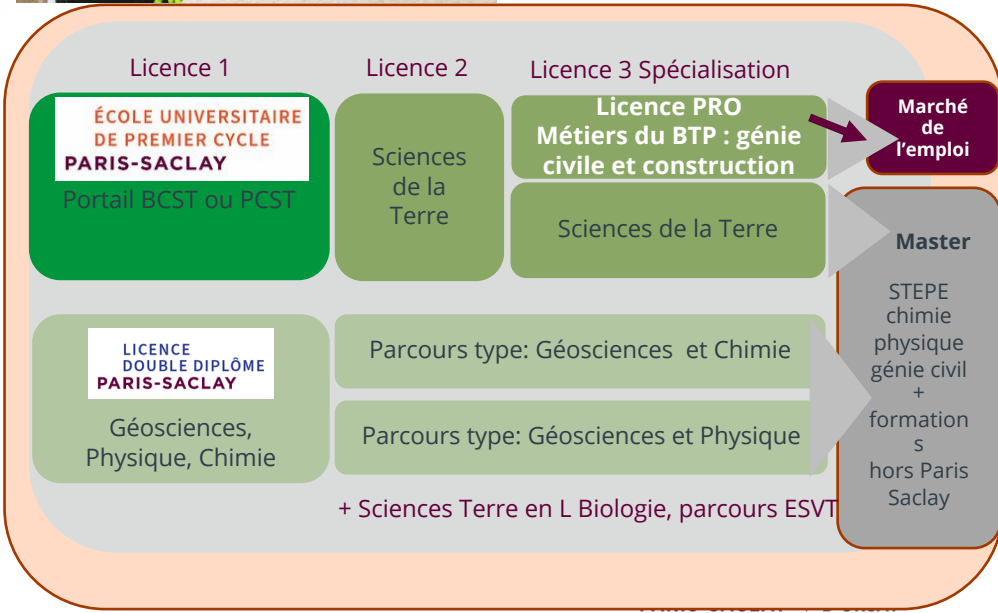 Licence 1
Licence 2
Licence 3 Spécialisation
ÉCOLE UNIVERSITAIRE
DE PREMIER CYCLE
PARIS-SACLAY
Portail BCST ou PCST
Sciences
de la
Terre
Licence PRO
Métiers du BTP : génie
civile et construction
Marché
de
l'emploi
Sciences de la Terre
Master
STEPE
chimie
physique
génie civil
+
formation
s
hors Paris
Saclay
LICENCE
DOUBLE DIPLÔME
PARIS-SACLAY
Géosciences,
Physique, Chimie
Parcours type: Géosciences et Chimie
Parcours type: Géosciences et Physique
+ Sciences Terre en L Biologie, parcours ESVT